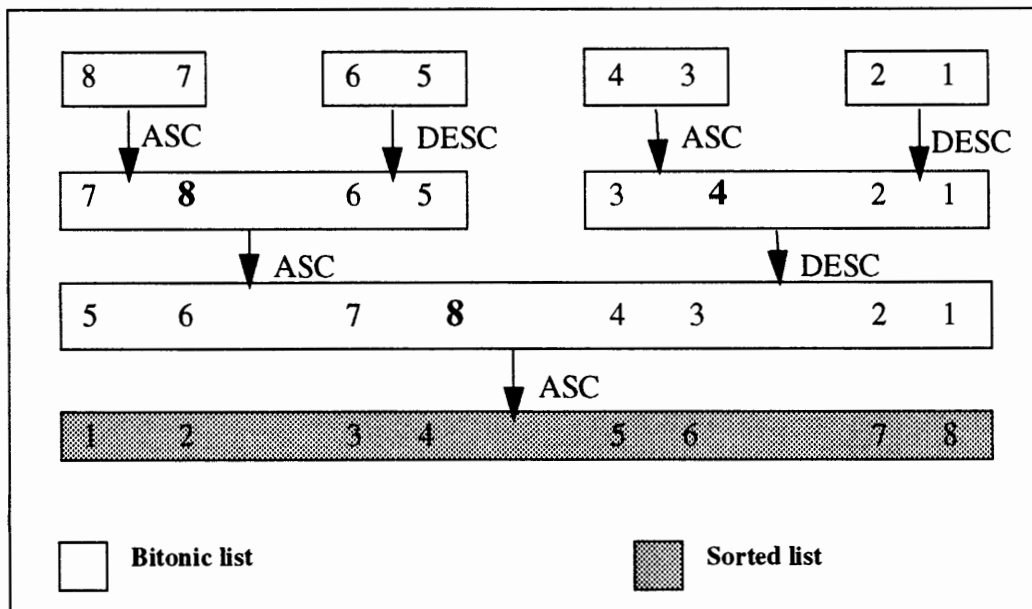 8 7 6 5 4 3 2 1
ASC DESC ASC DESC
7 8 6 5 3 4 2 1
ASC DESC
5 6 7 8 4 3 2 1
ASC
1 2 3 4 5 6 7 8
Bitonic list Sorted list